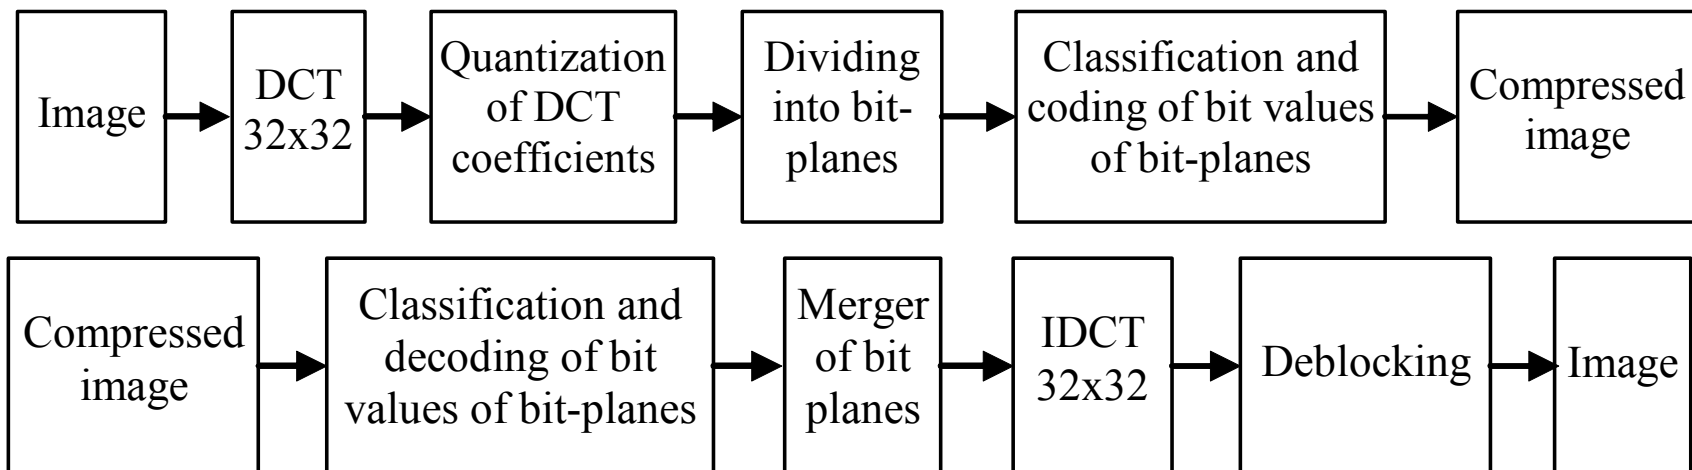 Image
DCT
32x32
Quantization
of DCT
coefficients
Dividing
into bit-
planes
Classification and
coding of bit values
of bit-planes
Compressed
image
Compressed
image
Classification and
decoding of bit
values of bit-planes
Merger
of bit
planes
IDCT
32x32
Deblocking
Image